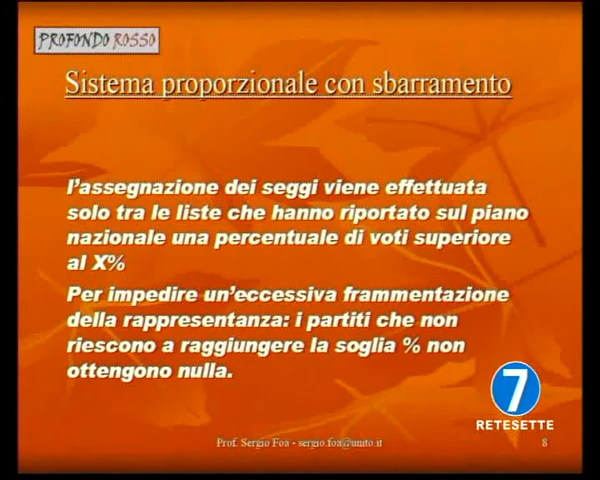 PROFONDO ROSSO
Sistema proporzionale con sbarramento
l'assegnazione dei seggi viene effettuata
solo tra le liste che hanno riportato sul piano
nazionale una percentuale di voti superiore
al X%
Per impedire un'eccessiva frammentazione
della rappresentanza: i partiti che non
riescono a raggiungere la soglia % non
ottengono nulla.
7
RETESETTE
Prof. Sergio Foa - sergio.foa@unito.it
8